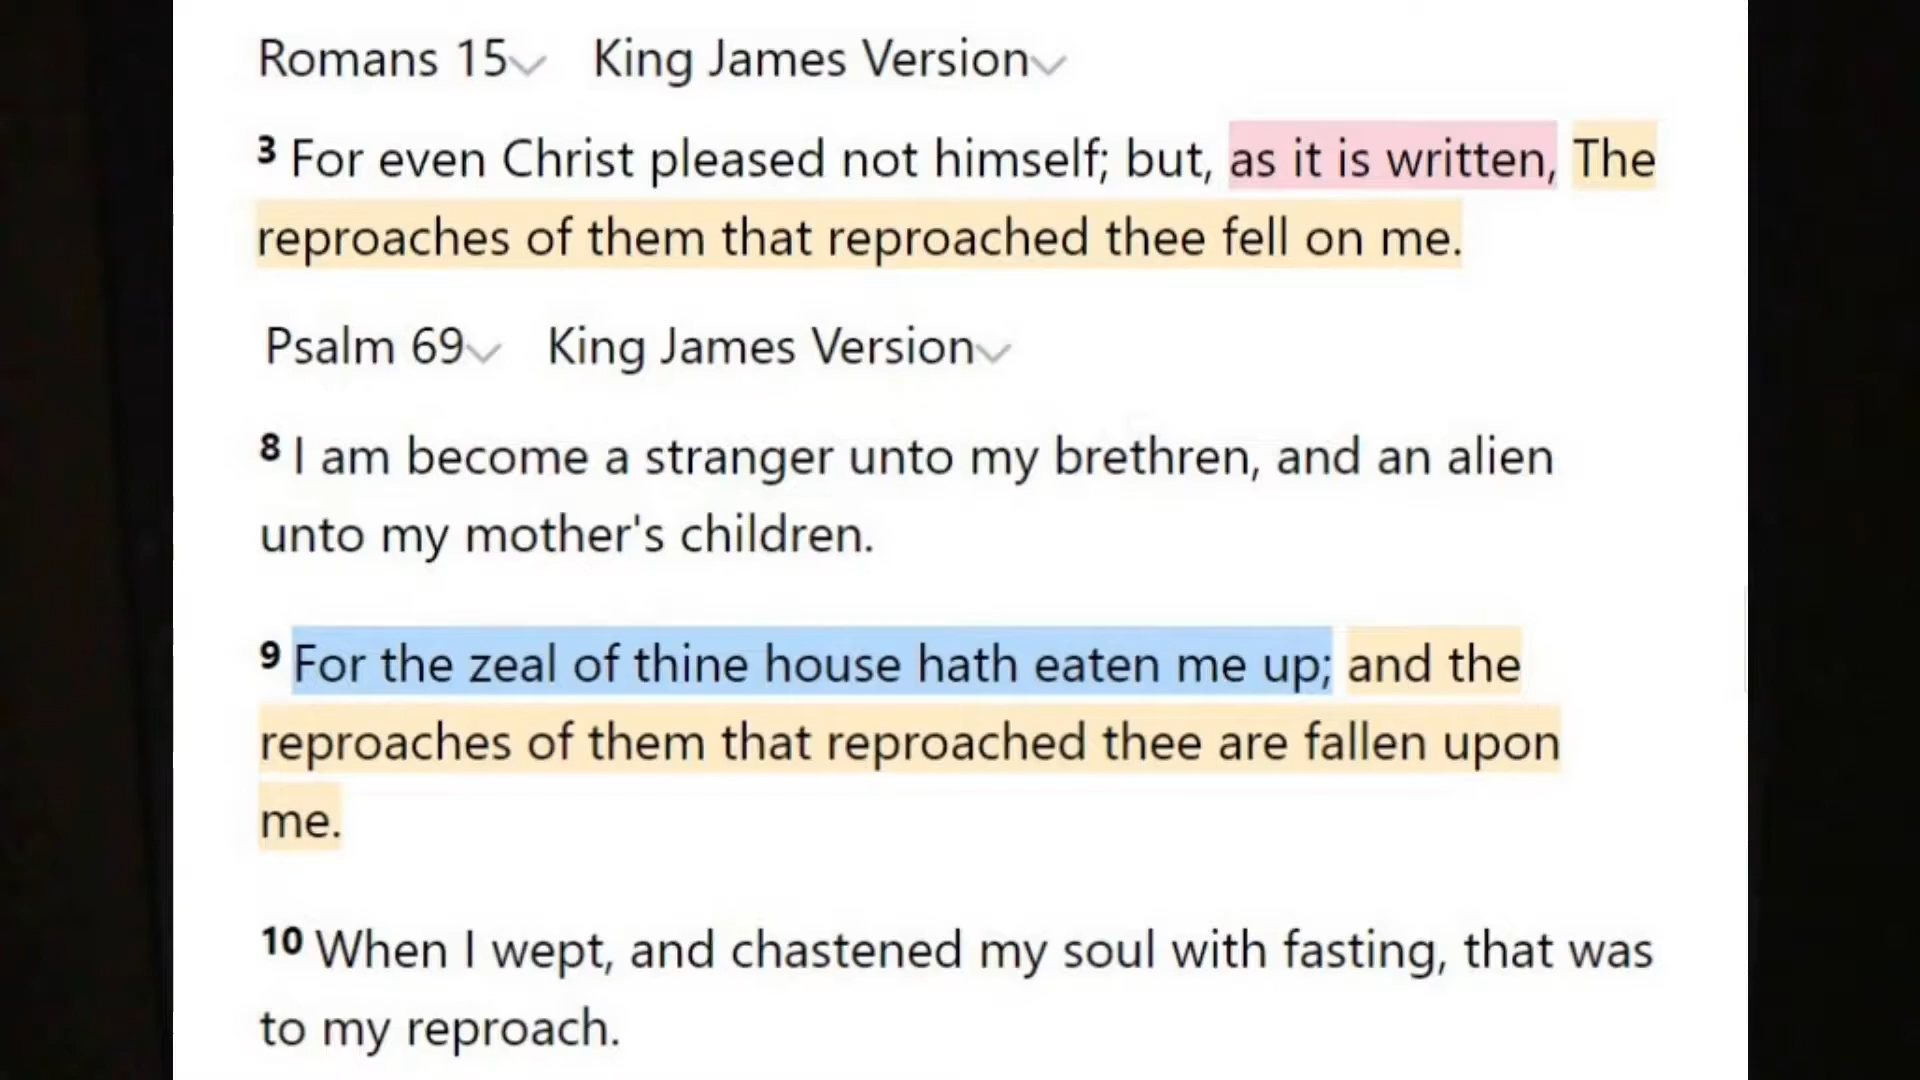 Romans 15 King James Version
3 For even Christ pleased not himself; but, as it is written, The
reproaches of them that reproached thee fell on me.
Psalm 69 King James Version
8 I am become a stranger unto my brethren, and an alien
unto my mother's children.
9 For the zeal of thine house hath eaten me up; and the
reproaches of them that reproached thee are fallen upon
me.
10 When I wept, and chastened my soul with fasting, that was
to my reproach.